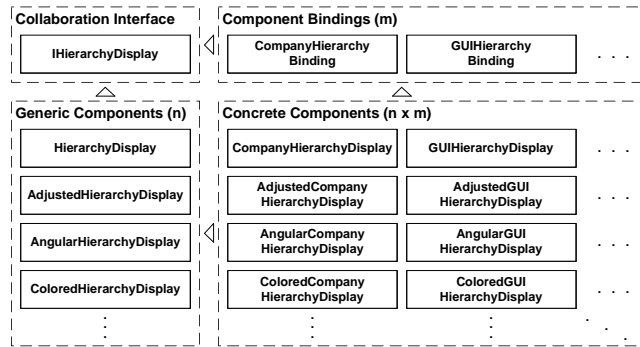 Collaboration Interface
IHierarchyDisplay
Component Bindings (m)
CompanyHierarchy
Binding
GUIHierarchy
Binding
. . .
Generic Components (n)
HierarchyDisplay
AdjustedHierarchyDisplay
AngularHierarchyDisplay
ColoredHierarchyDisplay
Concrete Components (n x m)
CompanyHierarchyDisplay
GUIHierarchyDisplay
. . .
AdjustedCompany
HierarchyDisplay
AdjustedGUI
HierarchyDisplay
. . .
AngularCompany
HierarchyDisplay
AngularGUI
HierarchyDisplay
. . .
ColoredCompany
HierarchyDisplay
ColoredGUI
HierarchyDisplay
. . .